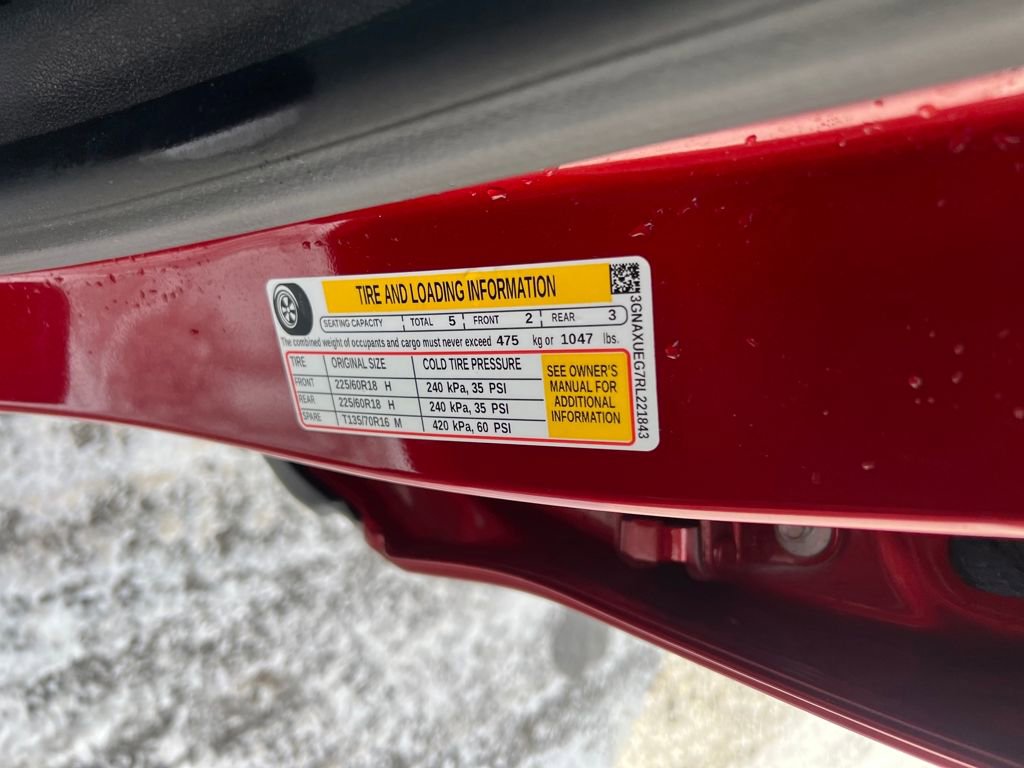 TIRE AND LOADING INFORMATION
SEATING CAPACITY TOTAL 5 FRONT 2 REAR 3
The combined weight of occupants and cargo must never exceed 475 kg or 1047 lbs.
TIRE ORIGINAL SIZE COLD TIRE PRESSURE
FRONT 225/60R18 H 240 kPa, 35 PSI
REAR 225/60R18 H 240 kPa, 35 PSI
SPARE T135/70R16 M 420 kPa, 60 PSI
SEE OWNER'S
MANUAL FOR
ADDITIONAL
INFORMATION
3GNAXUEG7RL221843